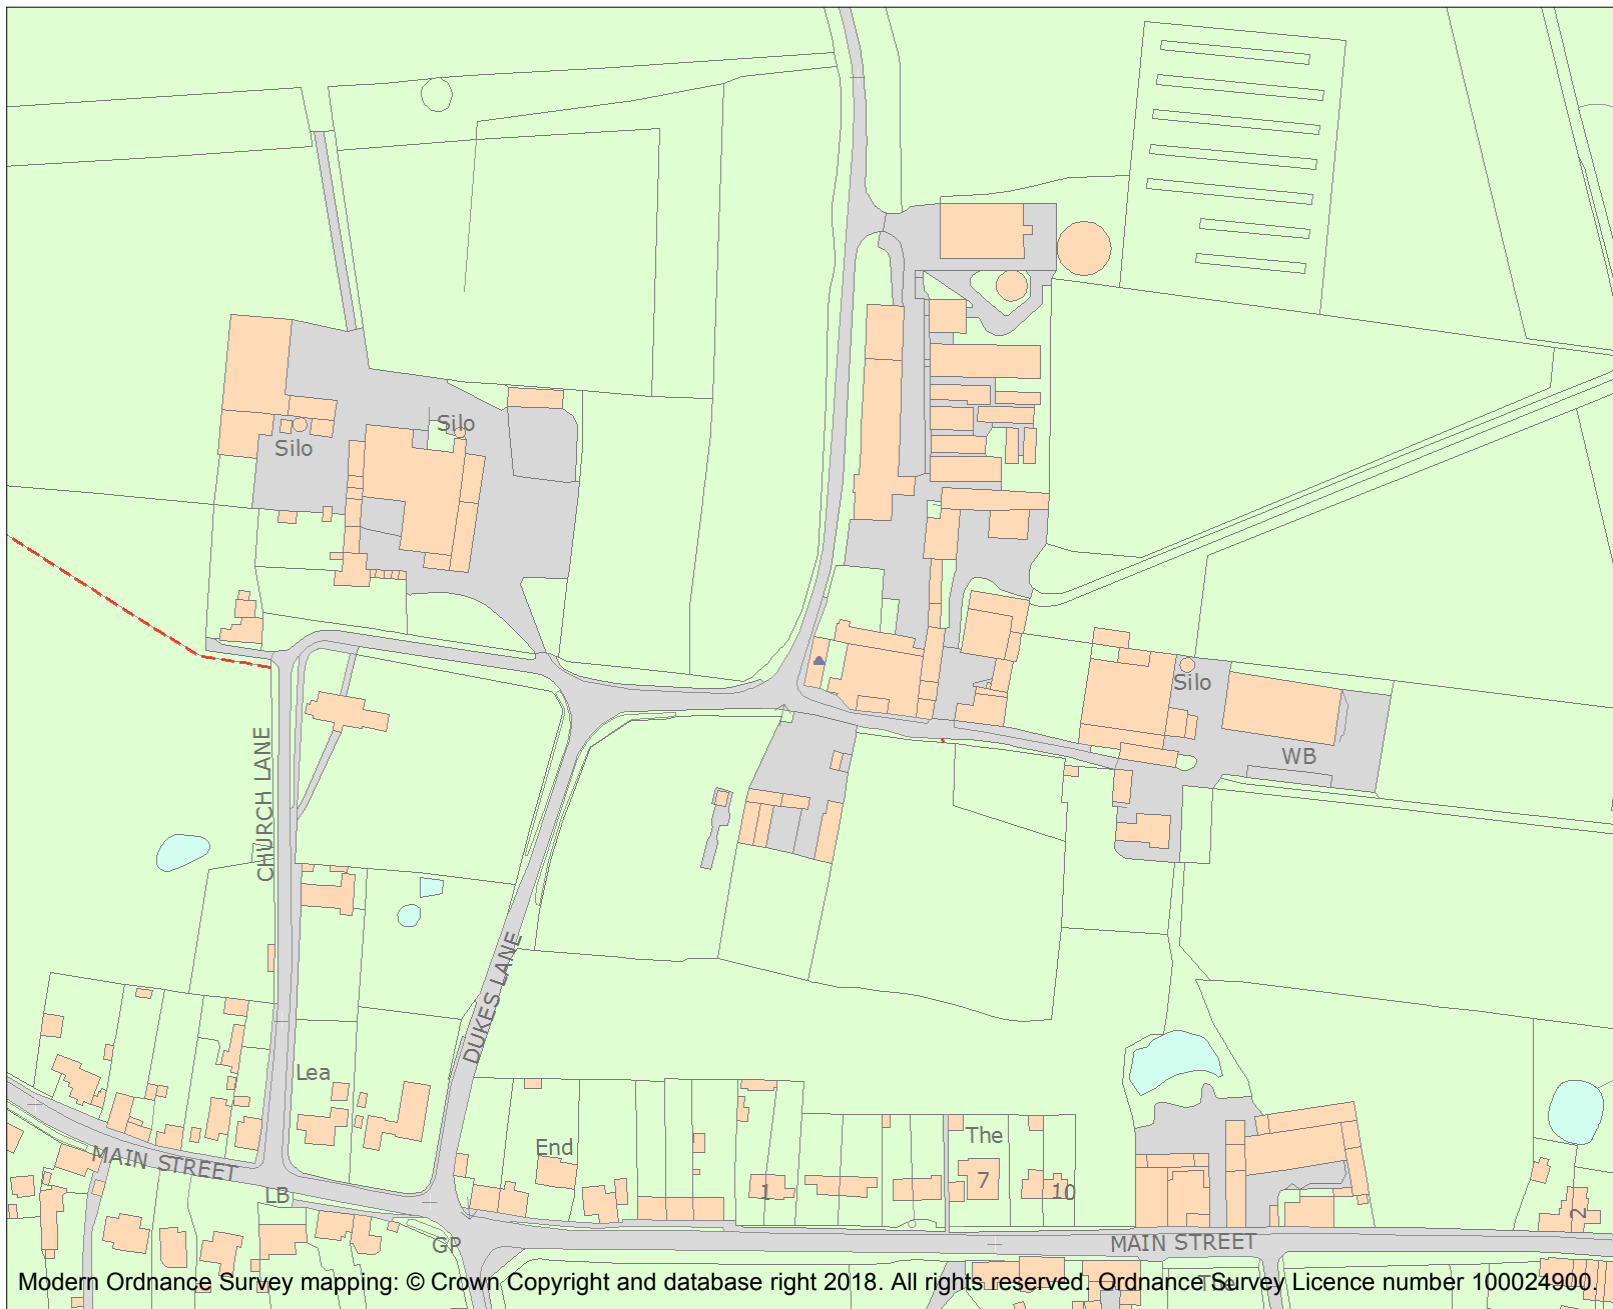 Silo
Silo
Silo
WB
CHURCH LANE
DUKES LANE
Lea
End
The
7
1
10
MAIN STREET
LB
GP
MAIN STREET
2
The
Modern Ordnance Survey mapping: © Crown Copyright and database right 2018. All rights reserved. Ordnance Survey Licence number 100024900.